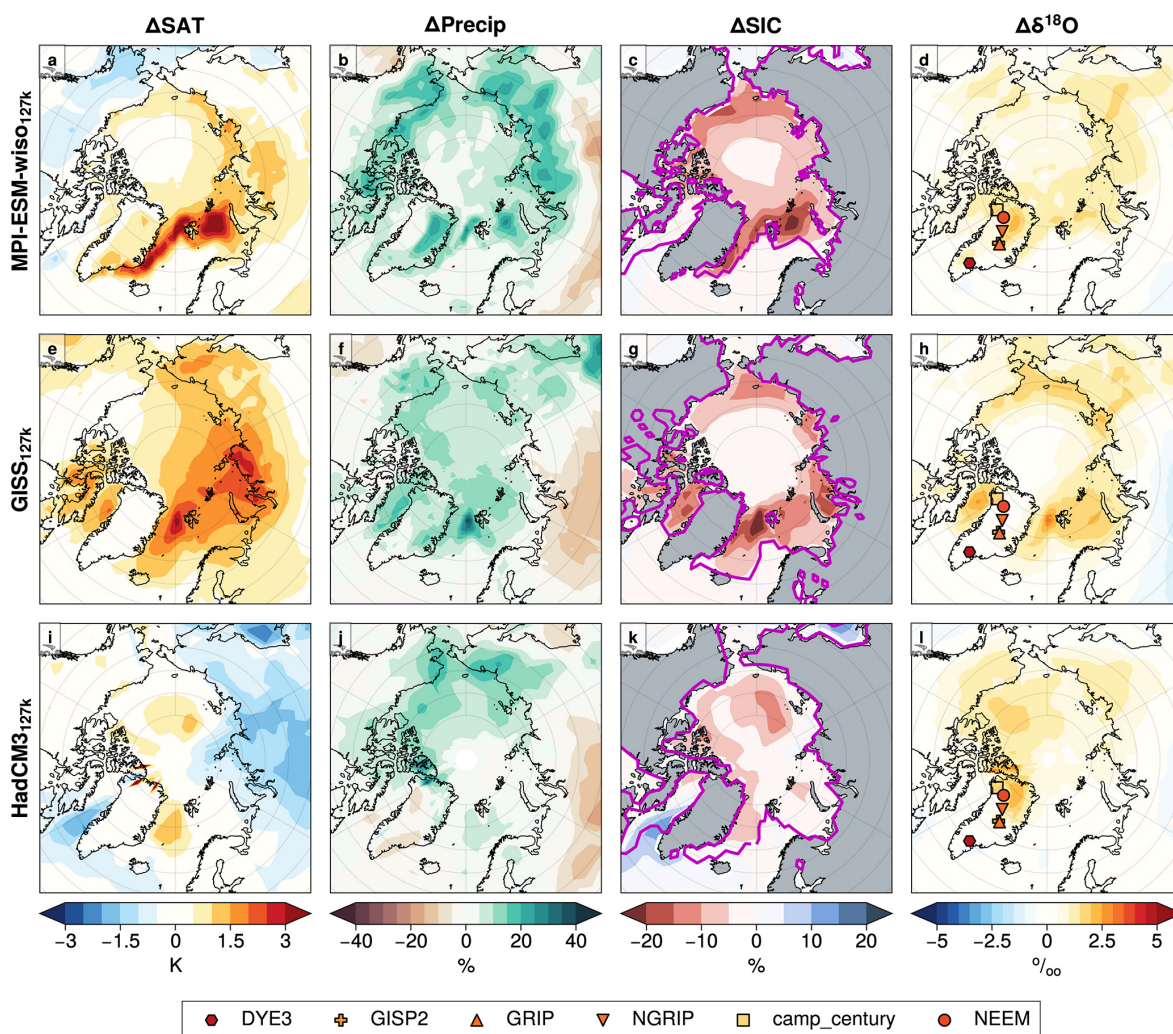 ΔSAT ΔPrecip ΔSIC Δδ¹⁸O
MPI-ESM-wiso₁₂₇ₖ
a b c d
GISS₁₂₇ₖ
e f g h
HadCM3₁₂₇ₖ
i j k l
−3 −1.5 0 1.5 3 −40 −20 0 20 40 −20 −10 0 10 20 −5 −2.5 0 2.5 5
K % % ⁰/₀₀
DYE3 GISP2 GRIP NGRIP camp_century NEEM